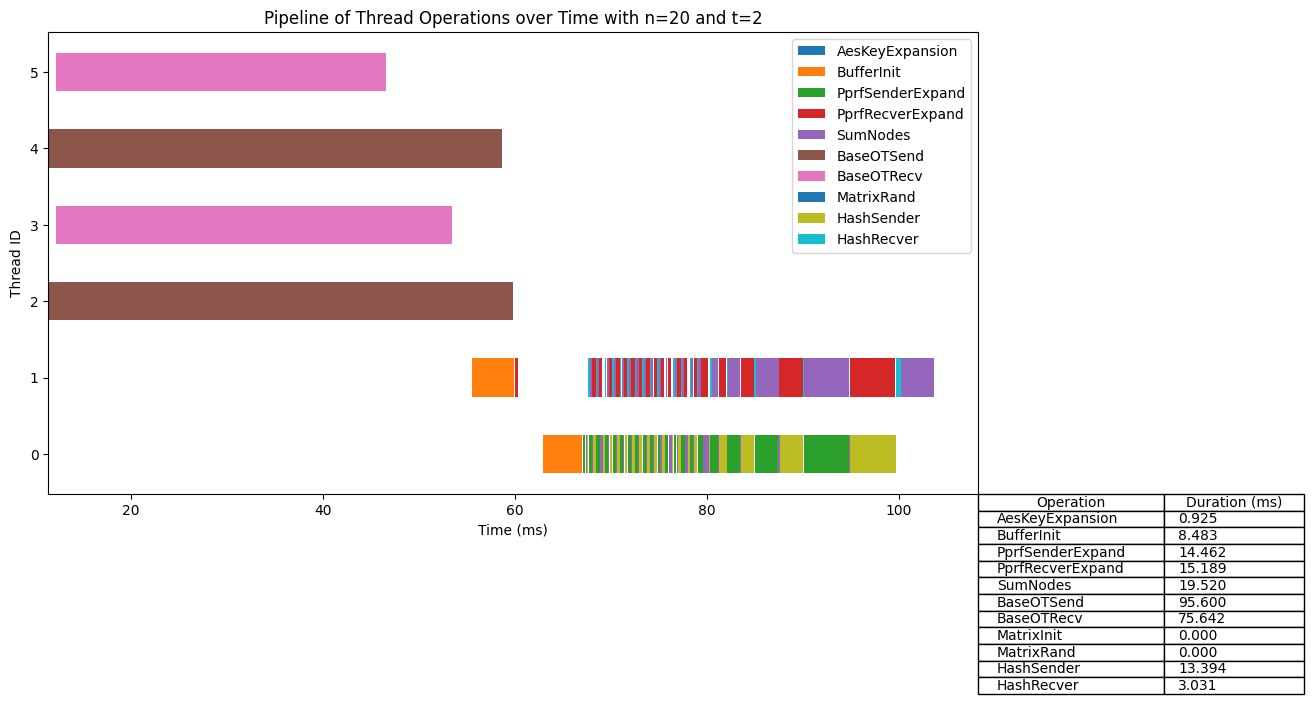 Pipeline of Thread Operations over Time with n=20 and t=2
AesKeyExpansion
BufferInit
PprfSenderExpand
PprfRecverExpand
SumNodes
BaseOTSend
BaseOTRecv
MatrixRand
HashSender
HashRecver
Thread ID
5
4
3
2
1
0
20 40 60 80 100
Time (ms)
Operation Duration (ms)
AesKeyExpansion 0.925
BufferInit 8.483
PprfSenderExpand 14.462
PprfRecverExpand 15.189
SumNodes 19.520
BaseOTSend 95.600
BaseOTRecv 75.642
MatrixInit 0.000
MatrixRand 0.000
HashSender 13.394
HashRecver 3.031